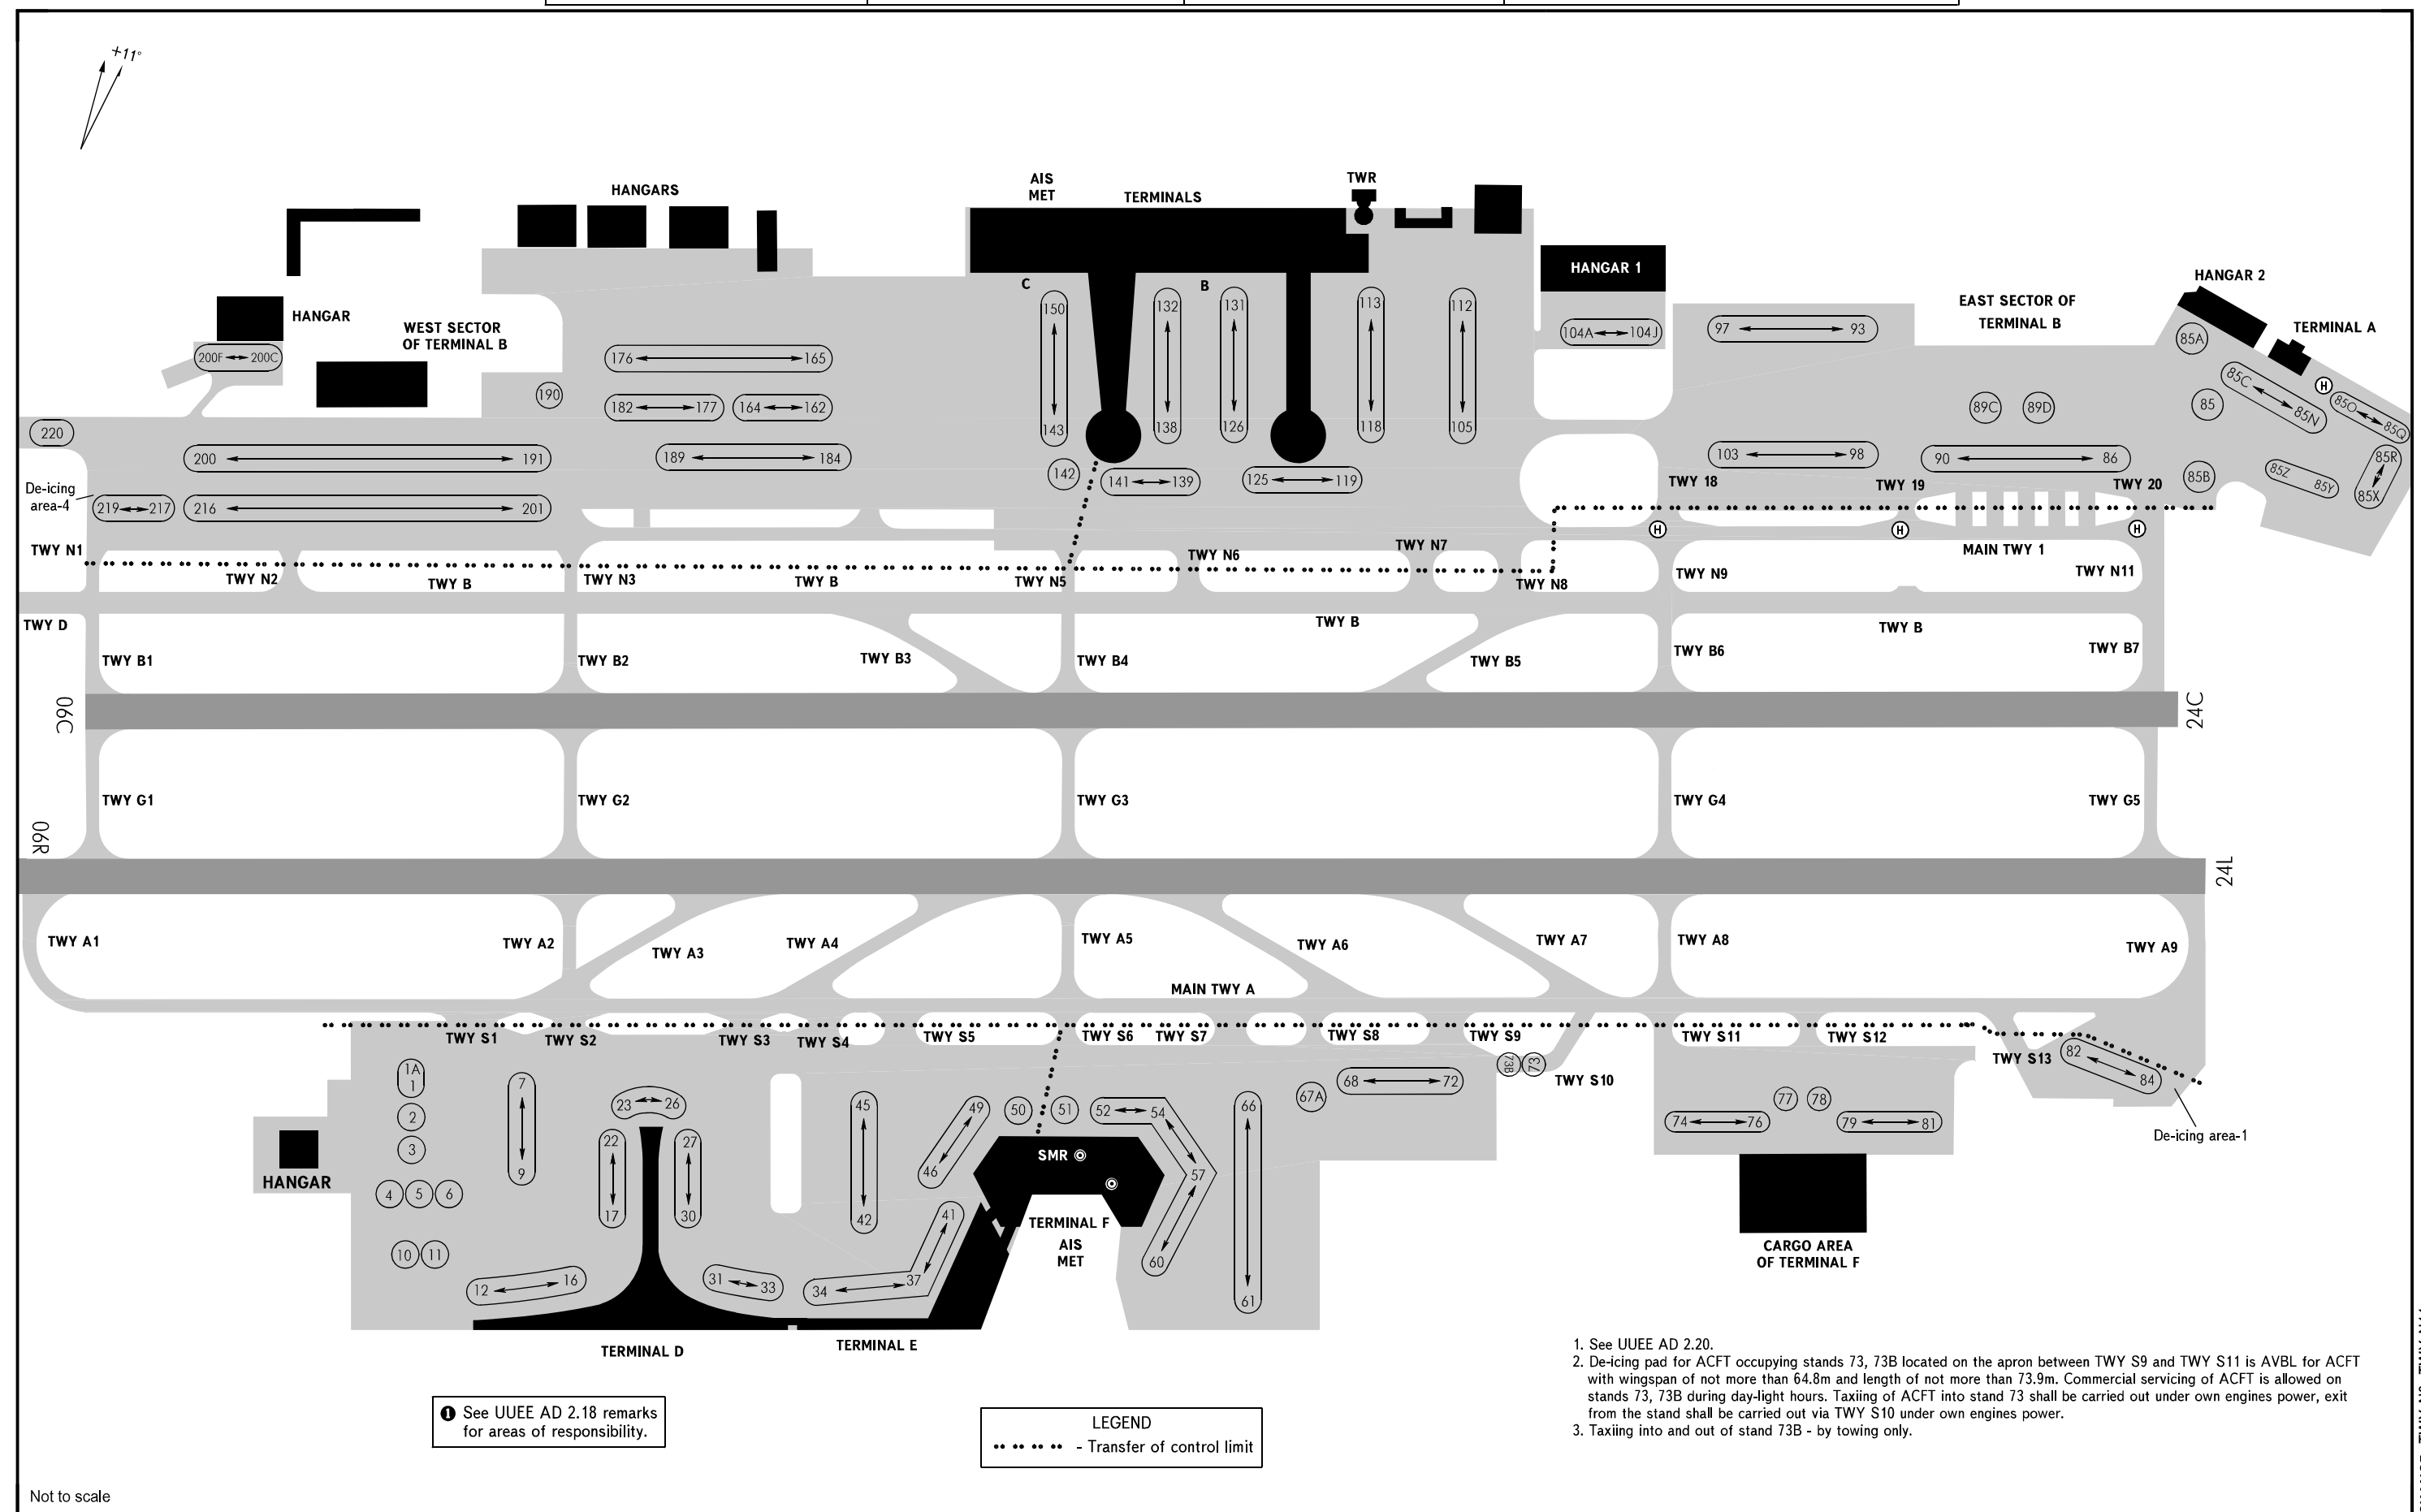 +11°
HANGARS
AIS
MET
TERMINALS
TWR
HANGAR 1
HANGAR 2
TERMINAL A
EAST SECTOR OF
TERMINAL B
HANGAR
WEST SECTOR
OF TERMINAL B
C
B
150
143
132
138
131
126
113
118
112
105
104A 104J
97 93
85A
85C 85N
H
85O 85Q
200F 200C
176 165
190
182 177
164 162
89C
89D
85
220
200 191
189 184
142
141 139
125 119
103 98
90 86
85B
85Z 85Y
85R
85X
De-icing
area-4
219 217
216 201
TWY 18
TWY 19
TWY 20
H
H
H
TWY N1
TWY N2
TWY B
TWY N3
TWY B
TWY N5
TWY N6
TWY N7
TWY N8
TWY N9
MAIN TWY 1
TWY N11
TWY D
TWY B
TWY B
TWY B1
TWY B2
TWY B3
TWY B4
TWY B5
TWY B6
TWY B7
06C
24C
TWY G1
TWY G2
TWY G3
TWY G4
TWY G5
06R
24L
TWY A1
TWY A2
TWY A3
TWY A4
TWY A5
TWY A6
TWY A7
TWY A8
TWY A9
MAIN TWY A
TWY S1
TWY S2
TWY S3
TWY S4
TWY S5
TWY S6
TWY S7
TWY S8
TWY S9
TWY S10
TWY S11
TWY S12
TWY S13
82 84
De-icing area-1
1A
1
2
3
4
5
6
7
9
10
11
12 16
23 26
22
17
27
30
31 33
34 37 41
45
42
49
46
50
51
52 54
57
60
66
61
67A
68 72
73B
73
74 76
77
78
79 81
HANGAR
SMR
TERMINAL F
AIS
MET
CARGO AREA
OF TERMINAL F
TERMINAL D
TERMINAL E
1. See UUEE AD 2.20.
2. De-icing pad for ACFT occupying stands 73, 73B located on the apron between TWY S9 and TWY S11 is AVBL for ACFT
with wingspan of not more than 64.8m and length of not more than 73.9m. Commercial servicing of ACFT is allowed on
stands 73, 73B during day-light hours. Taxiing of ACFT into stand 73 shall be carried out under own engines power, exit
from the stand shall be carried out via TWY S10 under own engines power.
3. Taxiing into and out of stand 73B - by towing only.
1 See UUEE AD 2.18 remarks
for areas of responsibility.
LEGEND
- Transfer of control limit
Not to scale